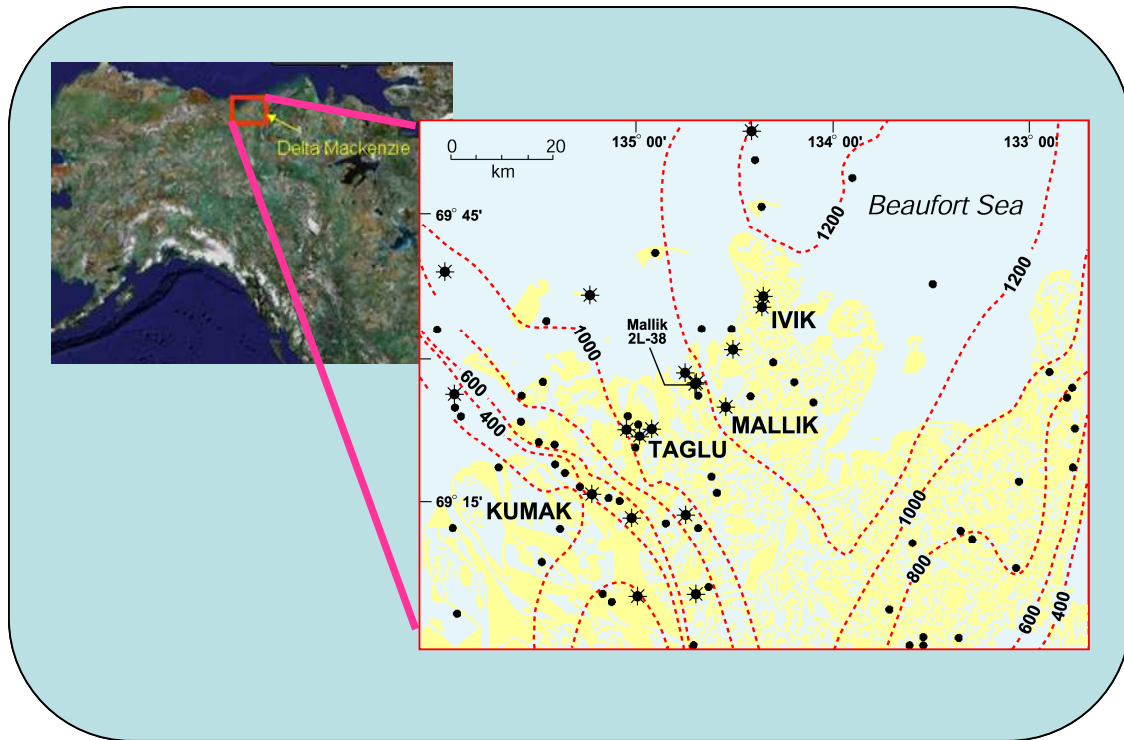 Delta Mackenzie
0 20
km
135° 00'
134° 00'
133° 00'
69° 45'
Beaufort Sea
1200
1200
IVIK
Mallik
2L-38
1000
600
400
MALLIK
TAGLU
69° 15'
KUMAK
1000
800
600
400